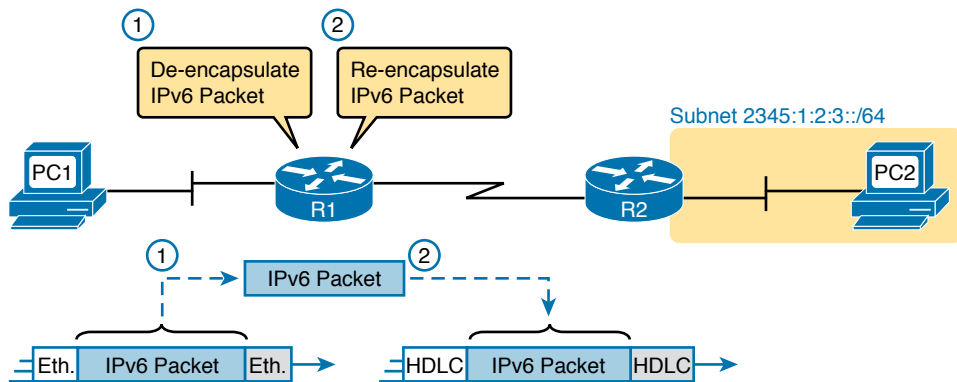 1
2
De-encapsulate
IPv6 Packet
Re-encapsulate
IPv6 Packet
Subnet 2345:1:2:3::/64
PC1
R1
R2
PC2
1
IPv6 Packet
2
Eth. IPv6 Packet Eth.
HDLC IPv6 Packet HDLC